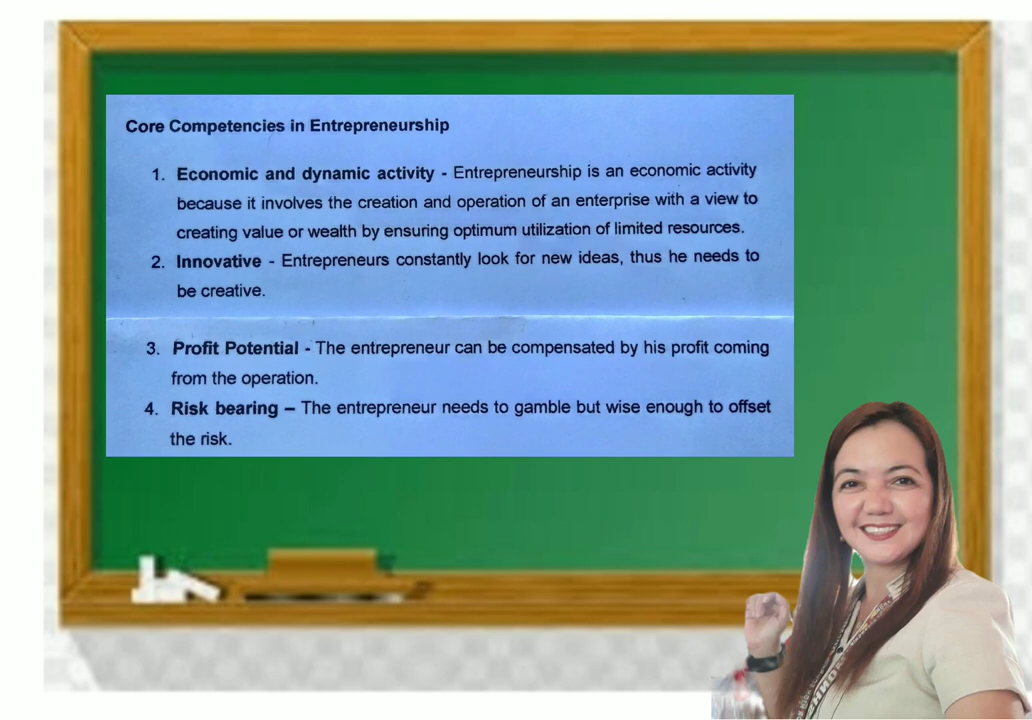 Core Competencies in Entrepreneurship
1. Economic and dynamic activity - Entrepreneurship is an economic activity
because it involves the creation and operation of an enterprise with a view to
creating value or wealth by ensuring optimum utilization of limited resources.
2. Innovative - Entrepreneurs constantly look for new ideas, thus he needs to
be creative.
3. Profit Potential - The entrepreneur can be compensated by his profit coming
from the operation.
4. Risk bearing – The entrepreneur needs to gamble but wise enough to offset
the risk.